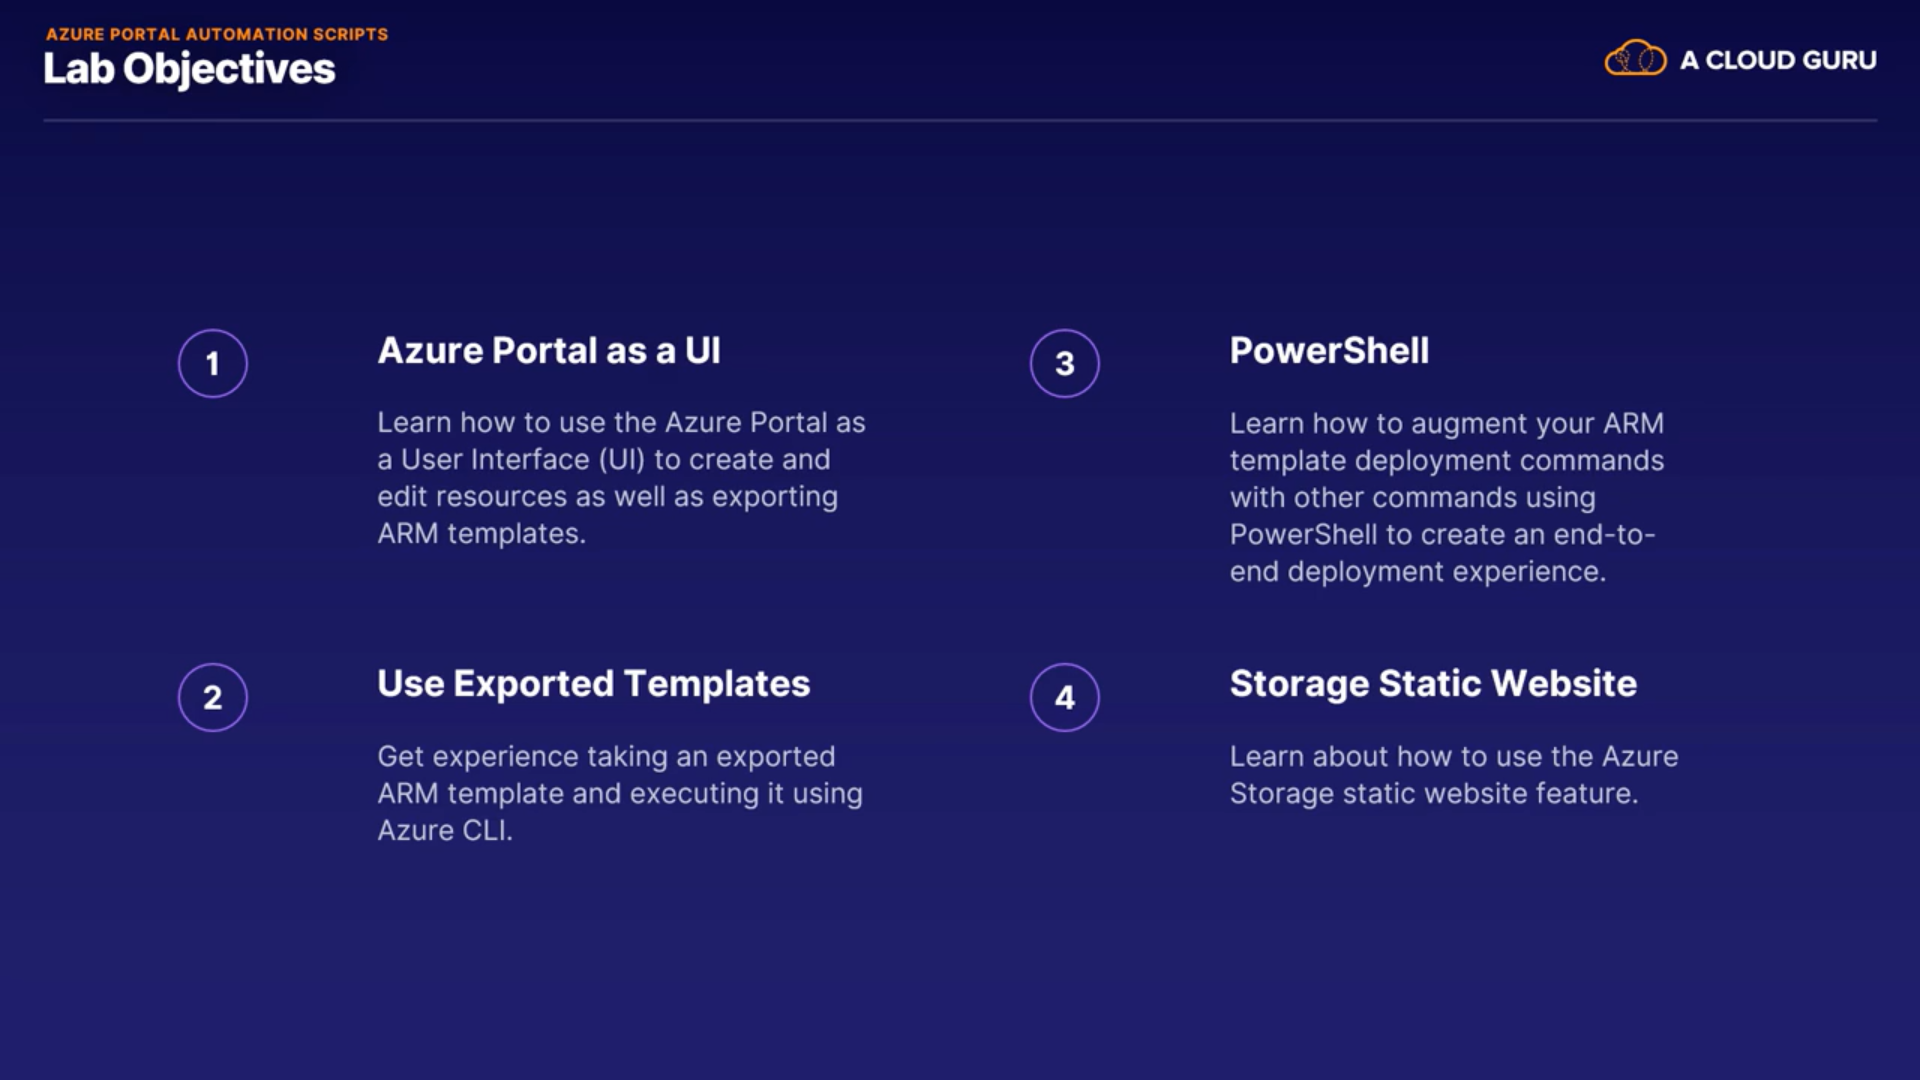 AZURE PORTAL AUTOMATION SCRIPTS
Lab Objectives
A CLOUD GURU
1
Azure Portal as a UI
Learn how to use the Azure Portal as
a User Interface (UI) to create and
edit resources as well as exporting
ARM templates.
2
Use Exported Templates
Get experience taking an exported
ARM template and executing it using
Azure CLI.
3
PowerShell
Learn how to augment your ARM
template deployment commands
with other commands using
PowerShell to create an end-to-
end deployment experience.
4
Storage Static Website
Learn about how to use the Azure
Storage static website feature.